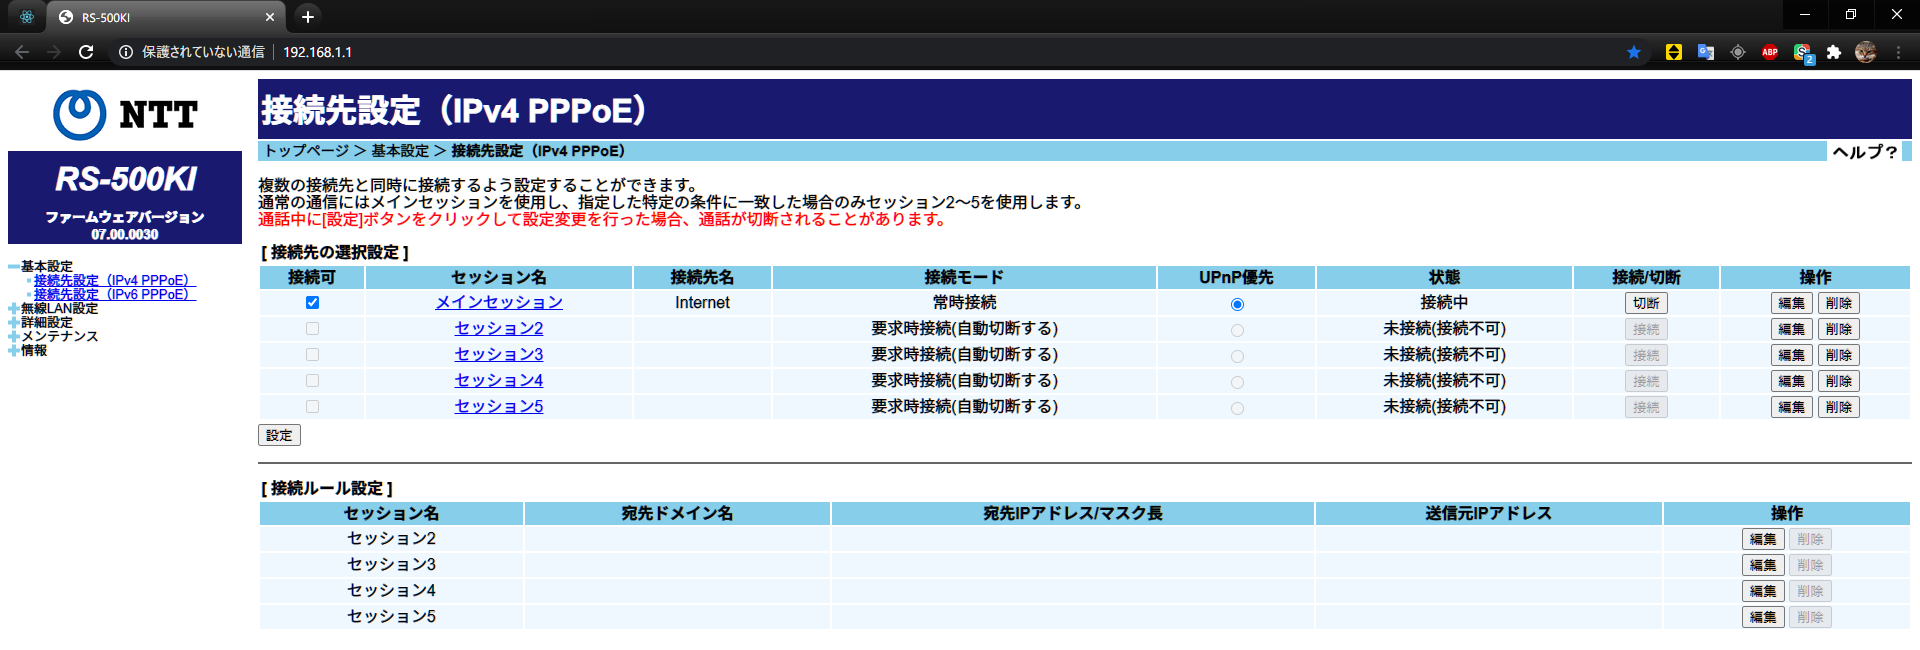 RS-500KI
保護されていない通信 192.168.1.1
ABP
2
NTT
RS-500KI
ファームウェアバージョン
07.00.0030
基本設定
接続先設定（IPv4 PPPoE）
接続先設定（IPv6 PPPoE）
無線LAN設定
詳細設定
メンテナンス
情報
接続先設定（IPv4 PPPoE）
トップページ ＞ 基本設定 ＞ 接続先設定（IPv4 PPPoE）
ヘルプ？
複数の接続先と同時に接続するよう設定することができます。
通常の通信にはメインセッションを使用し、指定した特定の条件に一致した場合のみセッション2～5を使用します。
通話中に[設定]ボタンをクリックして設定変更を行った場合、通話が切断されることがあります。
[ 接続先の選択設定 ]
接続可 セッション名 接続先名 接続モード UPnP優先 状態 接続/切断 操作
メインセッション Internet 常時接続 接続中 切断 編集 削除
セッション2 要求時接続(自動切断する) 未接続(接続不可) 接続 編集 削除
セッション3 要求時接続(自動切断する) 未接続(接続不可) 接続 編集 削除
セッション4 要求時接続(自動切断する) 未接続(接続不可) 接続 編集 削除
セッション5 要求時接続(自動切断する) 未接続(接続不可) 接続 編集 削除
設定
[ 接続ルール設定 ]
セッション名 宛先ドメイン名 宛先IPアドレス/マスク長 送信元IPアドレス 操作
セッション2 編集 削除
セッション3 編集 削除
セッション4 編集 削除
セッション5 編集 削除